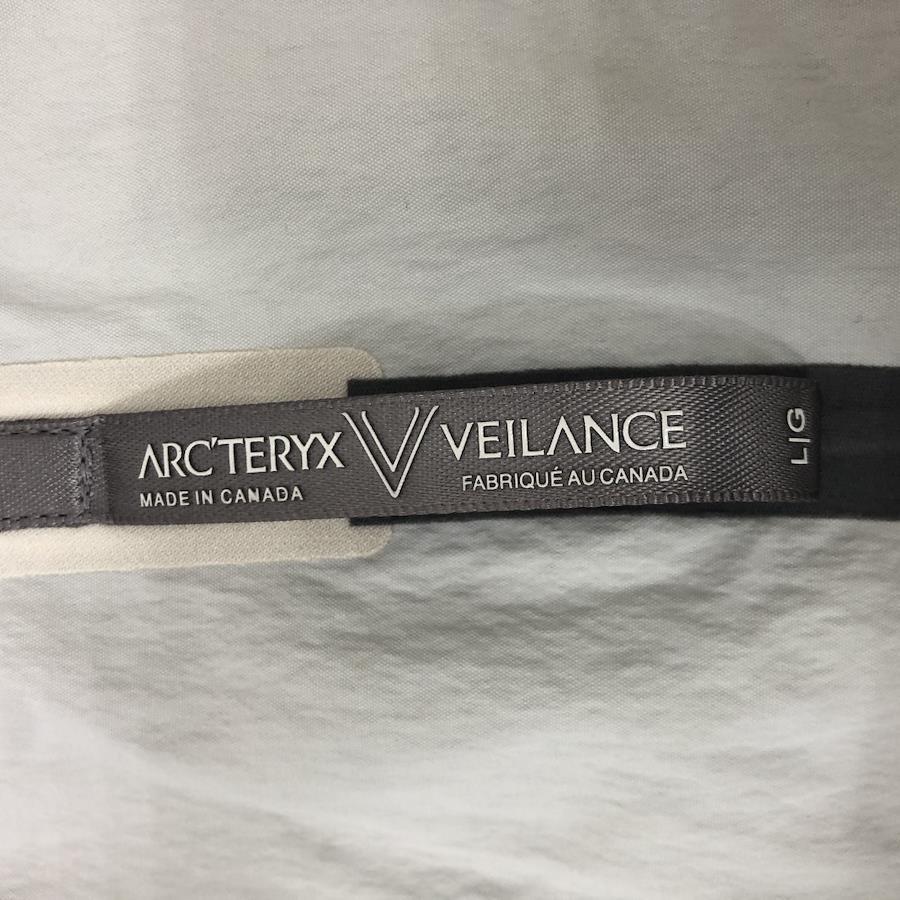 ARC'TERYX VEILANCE
MADE IN CANADA FABRIQUÉ AU CANADA
L/G